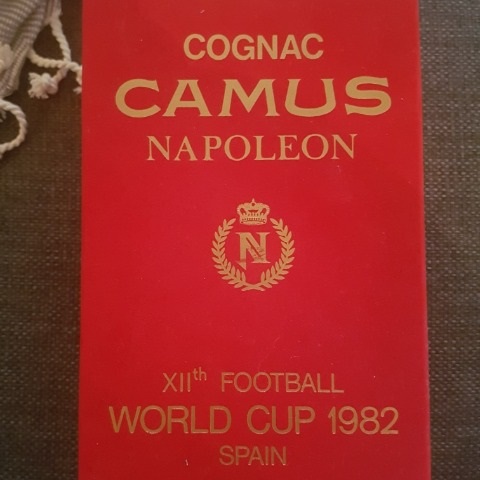 COGNAC
CAMUS
NAPOLEON
N
XIIth FOOTBALL
WORLD CUP 1982
SPAIN